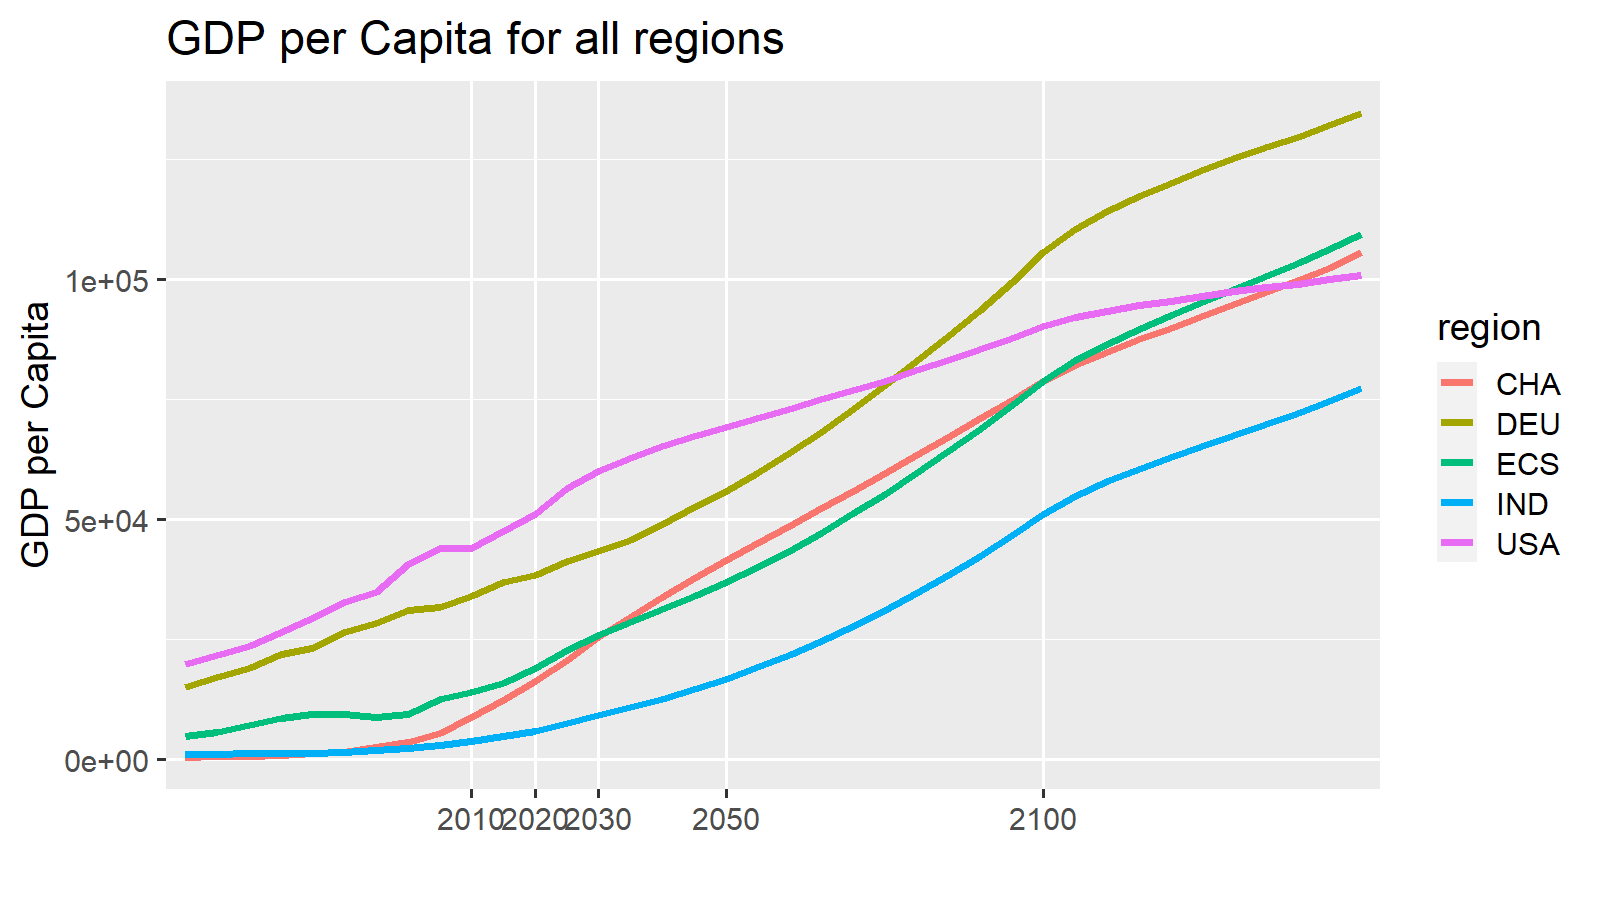 GDP per Capita for all regions
GDP per Capita
1e+05
5e+04
0e+00
2010 2020 2030 2050 2100
region
CHA
DEU
ECS
IND
USA